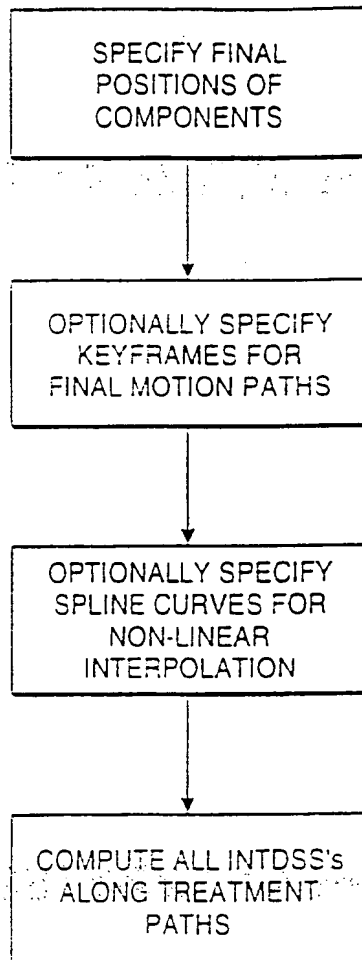 SPECIFY FINAL
POSITIONS OF
COMPONENTS
OPTIONALLY SPECIFY
KEYFRAMES FOR
FINAL MOTION PATHS
OPTIONALLY SPECIFY
SPLINE CURVES FOR
NON-LINEAR
INTERPOLATION
COMPUTE ALL INTDSS's
ALONG TREATMENT
PATHS